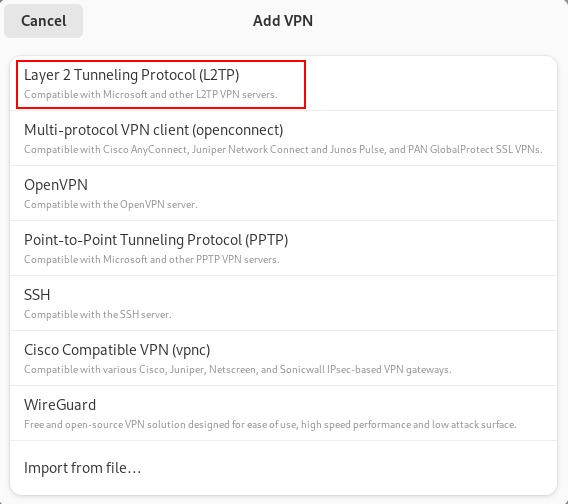 Cancel
Add VPN
Layer 2 Tunneling Protocol (L2TP)
Compatible with Microsoft and other L2TP VPN servers.
Multi-protocol VPN client (openconnect)
Compatible with Cisco AnyConnect, Juniper Network Connect and Junos Pulse, and PAN GlobalProtect SSL VPNs.
OpenVPN
Compatible with the OpenVPN server.
Point-to-Point Tunneling Protocol (PPTP)
Compatible with Microsoft and other PPTP VPN servers.
SSH
Compatible with the SSH server.
Cisco Compatible VPN (vpnc)
Compatible with various Cisco, Juniper, Netscreen, and Sonicwall IPsec-based VPN gateways.
WireGuard
Free and open-source VPN solution designed for ease of use, high speed performance and low attack surface.
Import from file…